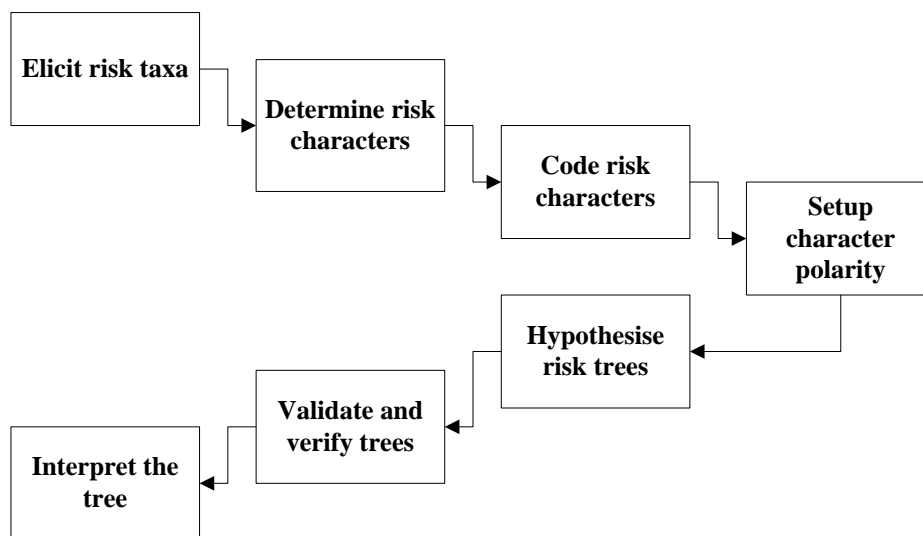 Elicit risk taxa
Determine risk
characters
Code risk
characters
Setup
character
polarity
Hypothesise
risk trees
Validate and
verify trees
Interpret the
tree